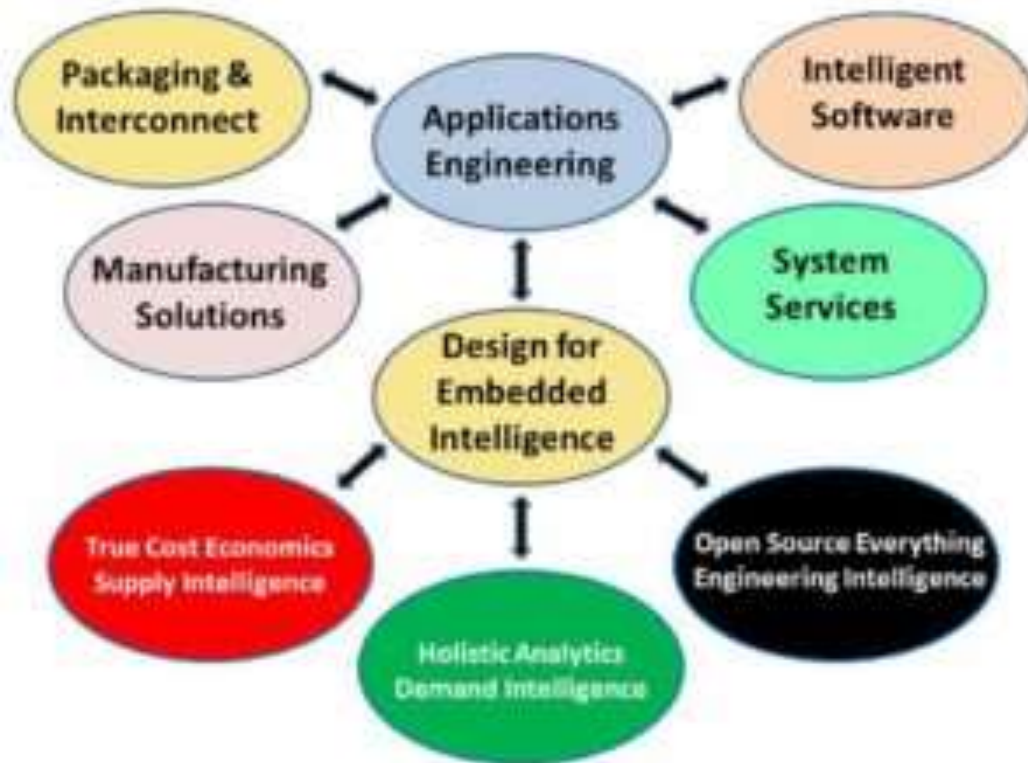 Packaging &
Interconnect
Applications
Engineering
Intelligent
Software
Manufacturing
Solutions
System
Services
Design for
Embedded
Intelligence
True Cost Economics
Supply Intelligence
Open Source Everything
Engineering Intelligence
Holistic Analytics
Demand Intelligence